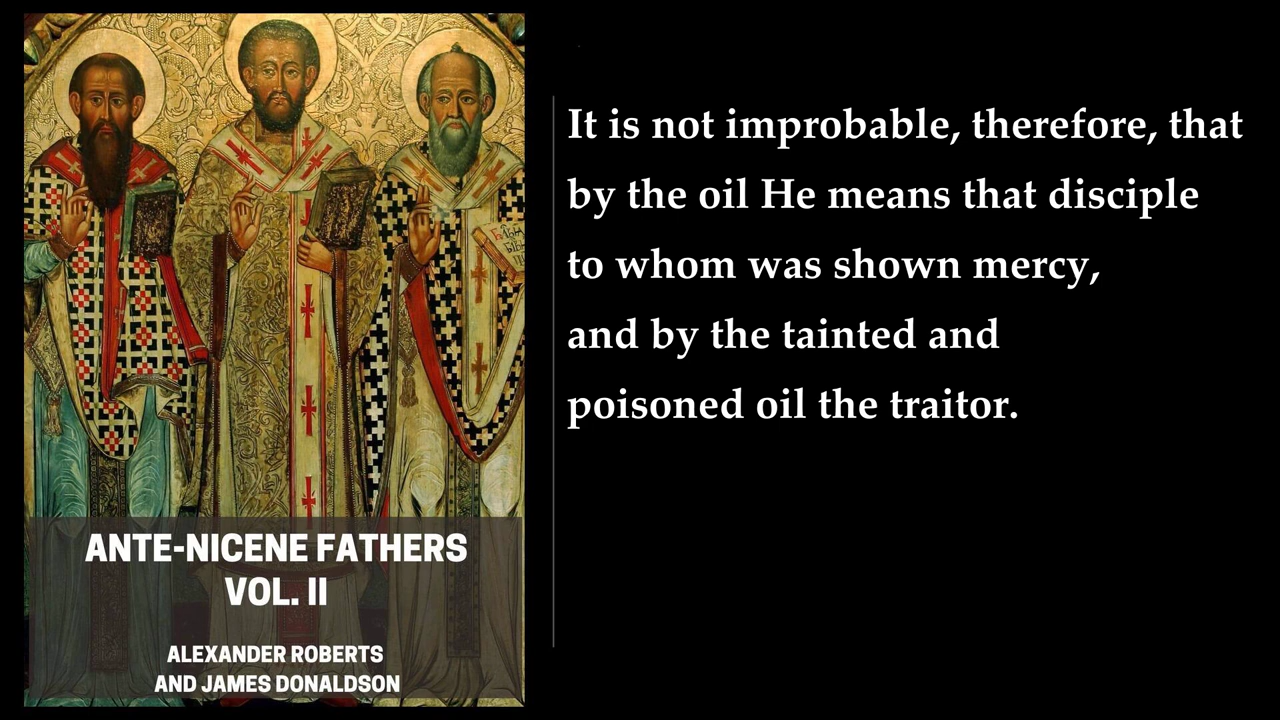 It is not improbable, therefore, that
by the oil He means that disciple
to whom was shown mercy,
and by the tainted and
poisoned oil the traitor.
ANTE-NICENE FATHERS
VOL. II
ALEXANDER ROBERTS
AND JAMES DONALDSON